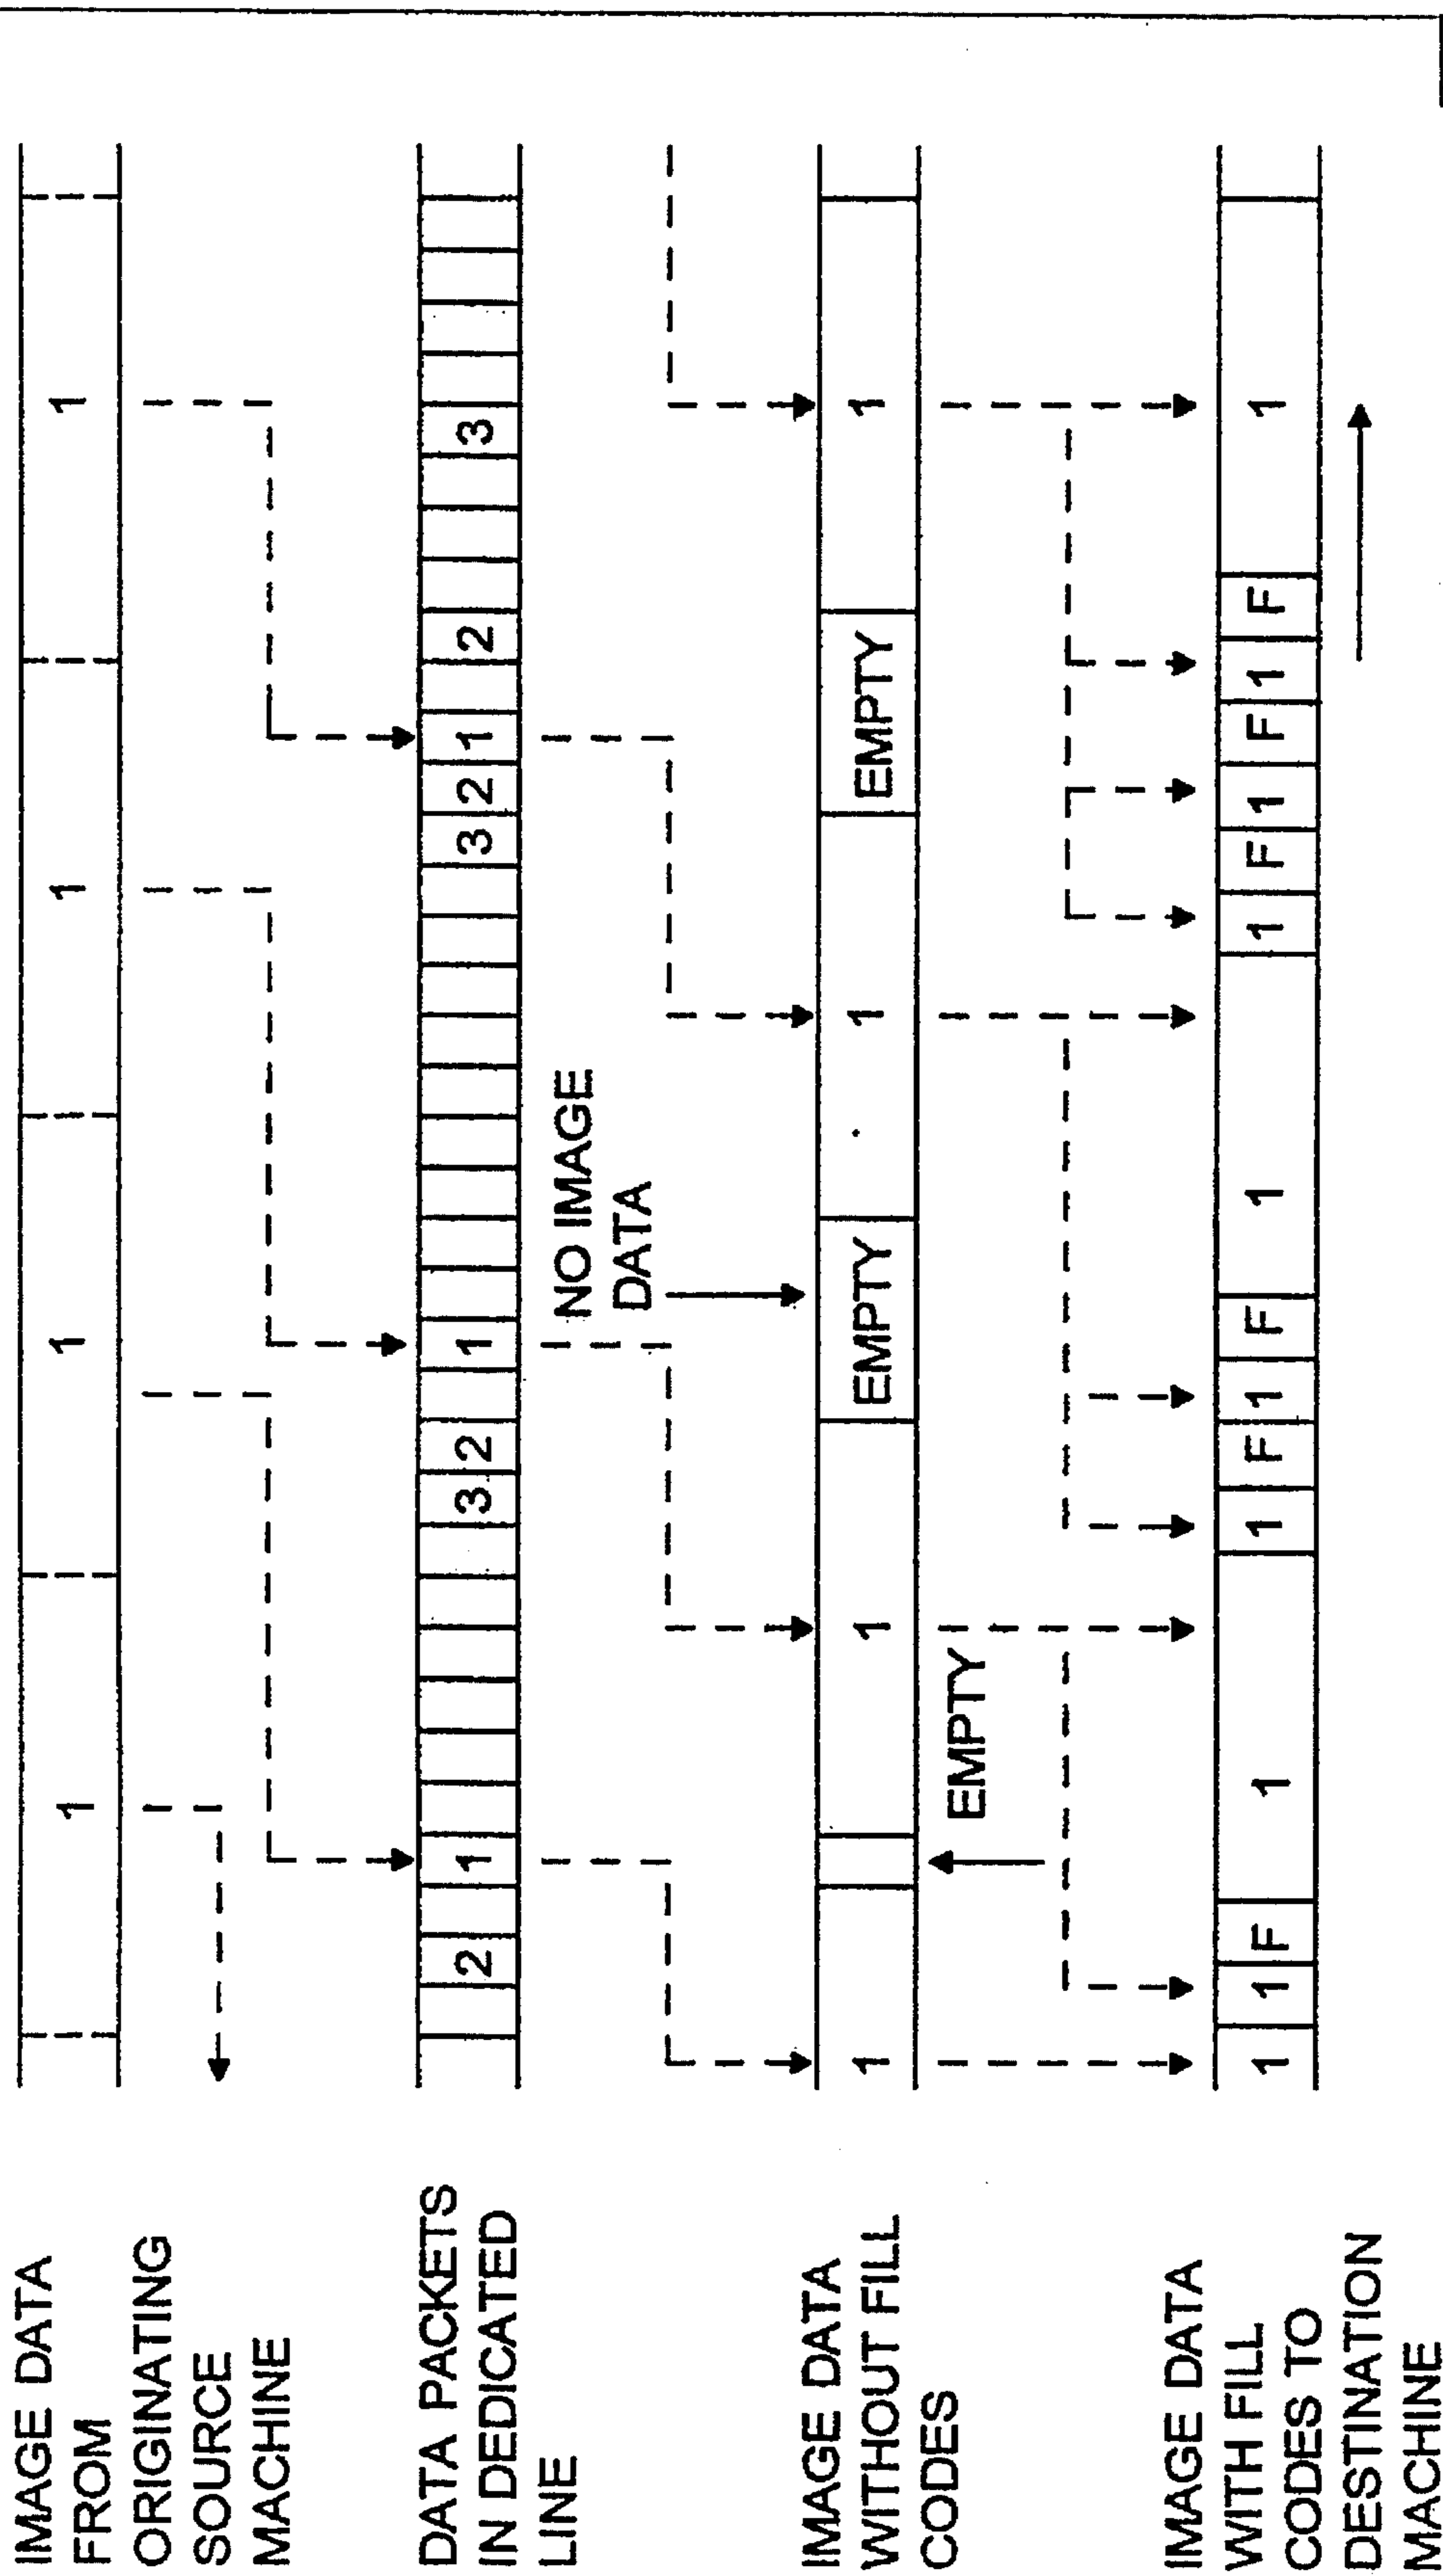 IMAGE DATA
FROM
ORIGINATING
SOURCE
MACHINE
1 1 1 1
DATA PACKETS
IN DEDICATED
LINE
2 1 3 2 1 3 2 1 2 3
NO IMAGE
DATA
IMAGE DATA
WITHOUT FILL
CODES
1 1 EMPTY 1 EMPTY 1
EMPTY
IMAGE DATA
WITH FILL
CODES TO
DESTINATION
MACHINE
1 1 F 1 1 F 1 F 1 1 F 1 F 1 F 1